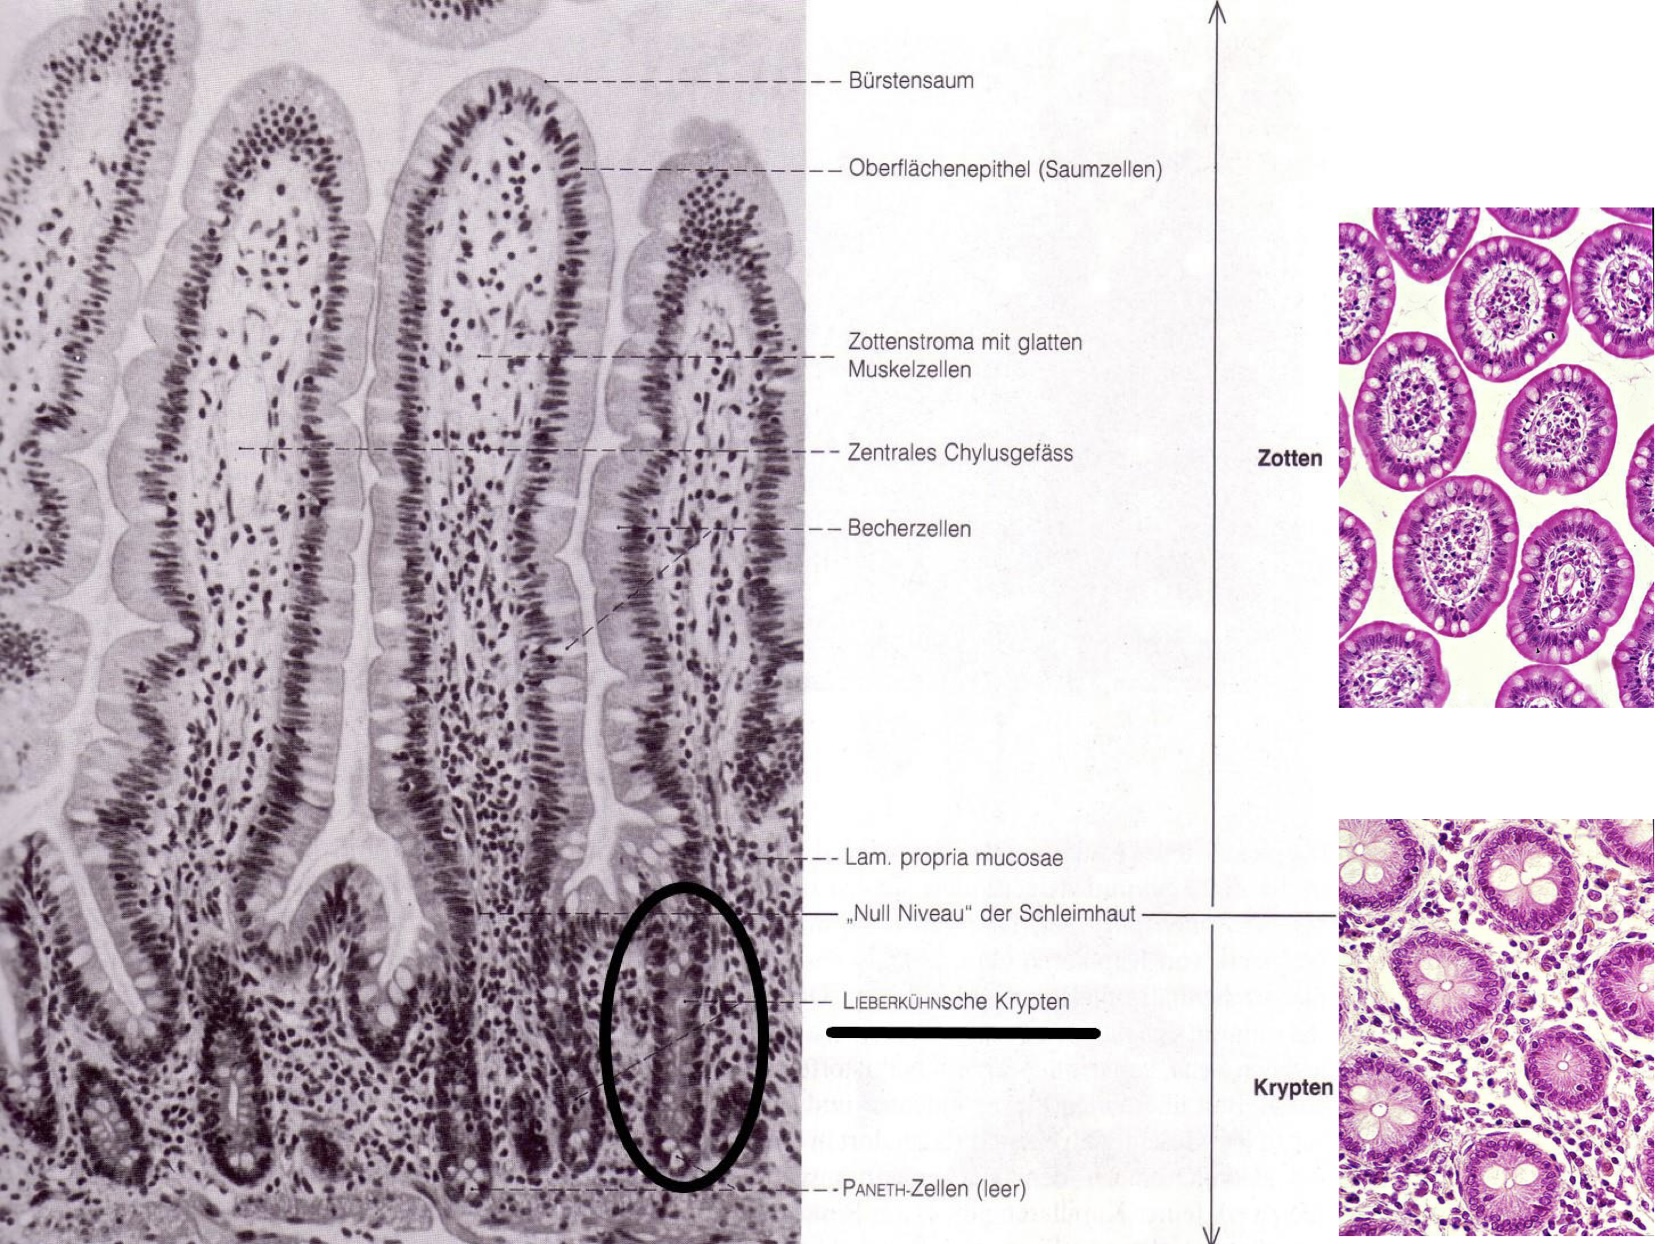 Bürstensaum
Oberflächenepithel (Saumzellen)
Zottenstroma mit glatten
Muskelzellen
Zentrales Chylusgefäss
Zotten
Becherzellen
Lam. propria mucosae
„Null Niveau“ der Schleimhaut
LIEBERKÜHNsche Krypten
Krypten
PANETH-Zellen (leer)